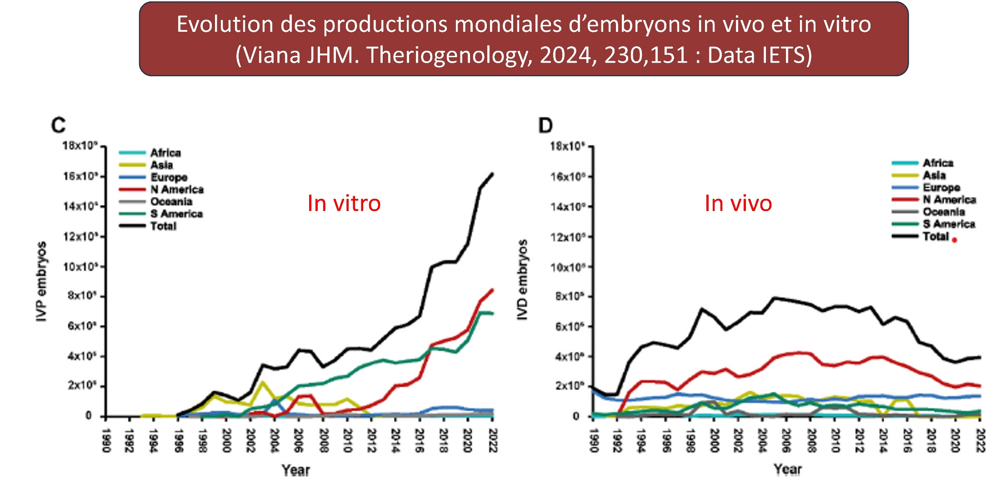 Evolution des productions mondiales d’embryons in vivo et in vitro
(Viana JHM. Theriogenology, 2024, 230,151 : Data IETS)
C
18x10⁵
16x10⁵
14x10⁵
12x10⁵
10x10⁵
8x10⁵
6x10⁵
4x10⁵
2x10⁵
0
IVP embryos
Africa
Asia
Europe
N America
Oceania
S America
Total
In vitro
1990 1992 1994 1996 1998 2000 2002 2004 2006 2008 2010 2012 2014 2016 2018 2020 2022
Year
D
18x10⁵
16x10⁵
14x10⁵
12x10⁵
10x10⁵
8x10⁵
6x10⁵
4x10⁵
2x10⁵
0
IVD embryos
In vivo
Africa
Asia
Europe
N America
Oceania
S America
Total
1990 1992 1994 1996 1998 2000 2002 2004 2006 2008 2010 2012 2014 2016 2018 2020 2022
Year